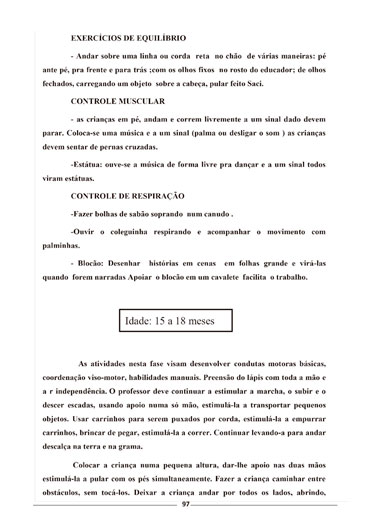 EXERCÍCIOS DE EQUILÍBRIO
- Andar sobre uma linha ou corda reta no chão de várias maneiras: pé
ante pé, pra frente e para trás ;com os olhos fixos no rosto do educador; de olhos
fechados, carregando um objeto sobre a cabeça, pular feito Saci.
CONTROLE MUSCULAR
- as crianças em pé, andam e correm livremente a um sinal dado devem
parar. Coloca-se uma música e a um sinal (palma ou desligar o som ) as crianças
devem sentar de pernas cruzadas.
-Estátua: ouve-se a música de forma livre pra dançar e a um sinal todos
viram estátuas.
CONTROLE DE RESPIRAÇÃO
-Fazer bolhas de sabão soprando num canudo .
-Ouvir o coleguinha respirando e acompanhar o movimento com
palminhas.
- Blocão: Desenhar histórias em cenas em folhas grande e virá-las
quando forem narradas Apoiar o blocão em um cavalete facilita o trabalho.
Idade: 15 a 18 meses
As atividades nesta fase visam desenvolver condutas motoras básicas,
coordenação viso-motor, habilidades manuais. Preensão do lápis com toda a mão e
a r independência. O professor deve continuar a estimular a marcha, o subir e o
descer escadas, usando apoio numa só mão, estimulá-la a transportar pequenos
objetos. Usar carrinhos para serem puxados por corda, estimulá-la a empurrar
carrinhos, brincar de pegar, estimulá-la a correr. Continuar levando-a para andar
descalça na terra e na grama.
Colocar a criança numa pequena altura, dar-lhe apoio nas duas mãos
estimulá-la a pular com os pés simultaneamente. Fazer a criança caminhar entre
obstáculos, sem tocá-los. Deixar a criança andar por todos os lados, abrindo,
97